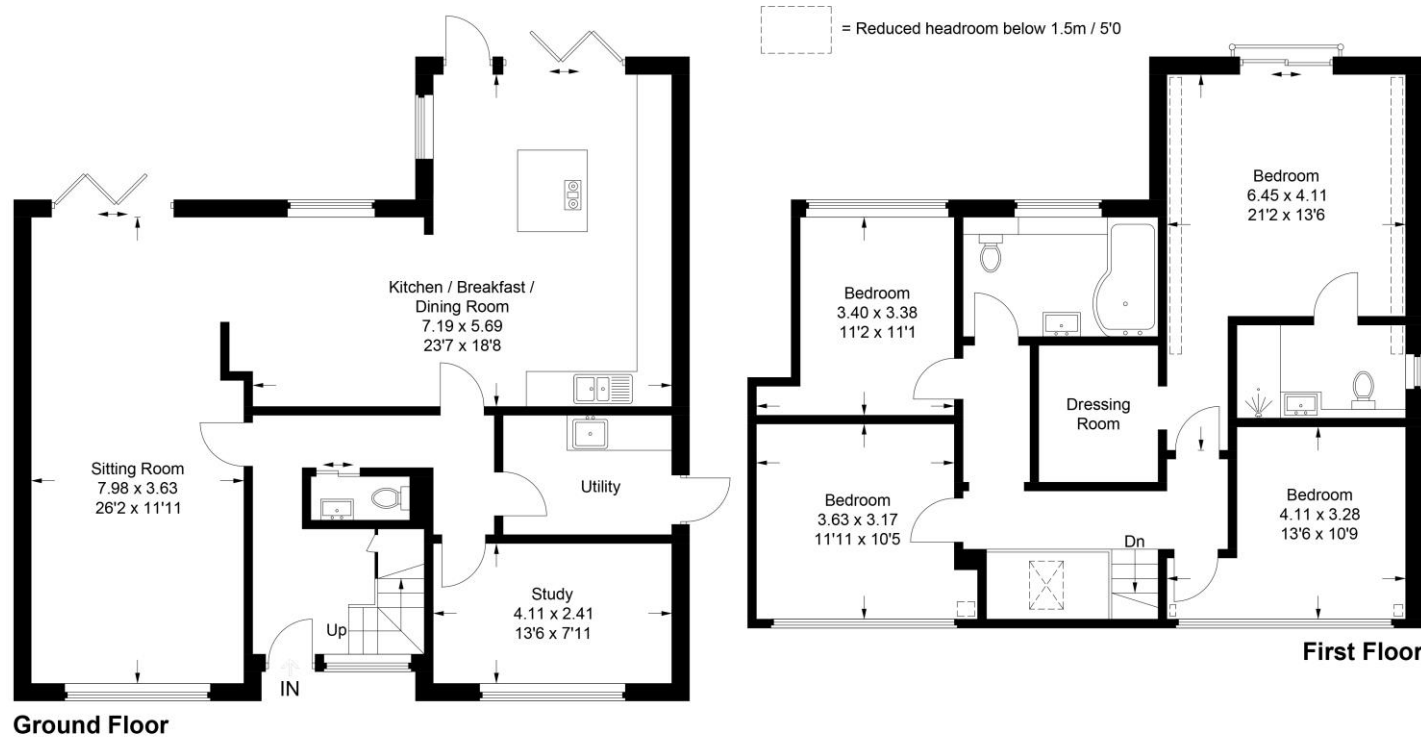 = Reduced headroom below 1.5m / 5'0
Kitchen / Breakfast /
Dining Room
7.19 x 5.69
23'7 x 18'8
Sitting Room
7.98 x 3.63
26'2 x 11'11
Utility
Study
4.11 x 2.41
13'6 x 7'11
Up
IN
Ground Floor
Bedroom
6.45 x 4.11
21'2 x 13'6
Bedroom
3.40 x 3.38
11'2 x 11'1
Dressing
Room
Bedroom
3.63 x 3.17
11'11 x 10'5
Bedroom
4.11 x 3.28
13'6 x 10'9
Dn
First Floor